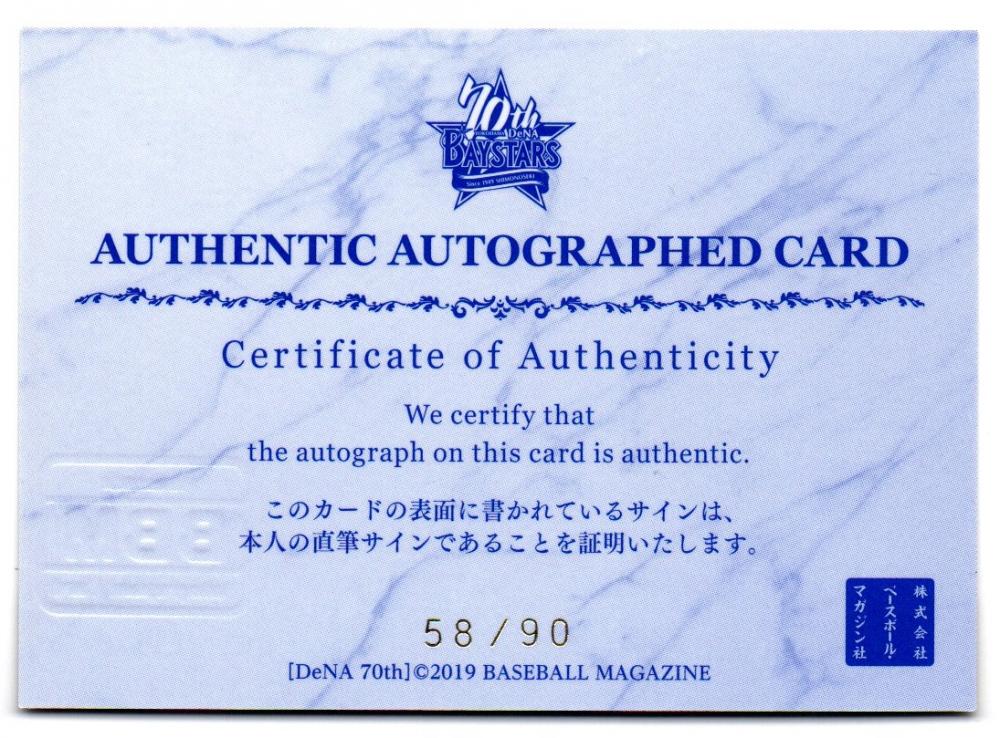 70th
YOKOHAMA DeNA
BAYSTARS
Since 1949 SHIMONOSEKI
AUTHENTIC AUTOGRAPHED CARD
Certificate of Authenticity
We certify that
the autograph on this card is authentic.
このカードの表面に書かれているサインは、
本人の直筆サインであることを証明いたします。
58/90
株式会社
ベースボール・
マガジン社
[DeNA 70th]©2019 BASEBALL MAGAZINE